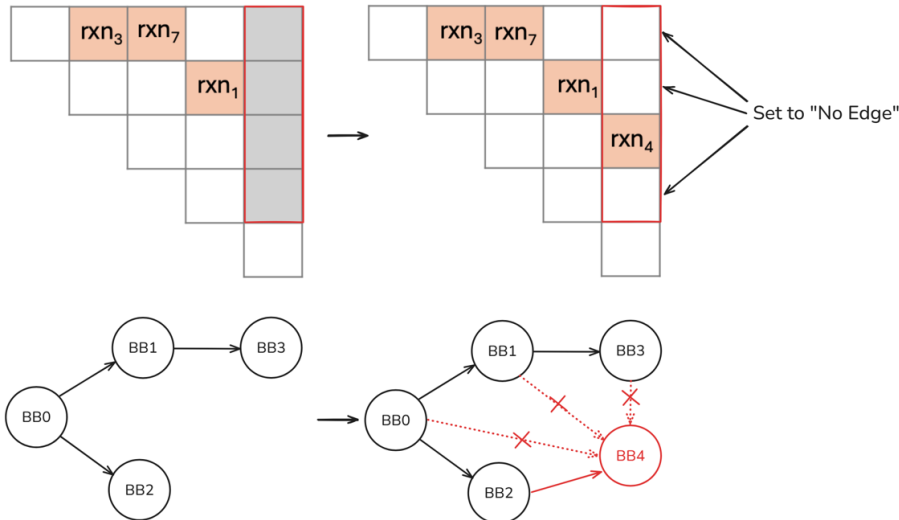 rxn₃ rxn₇ rxn₃ rxn₇
rxn₁ rxn₁
Set to "No Edge"
rxn₄
BB1 BB3 BB1 BB3
BB0 BB0
BB4
BB2 BB2